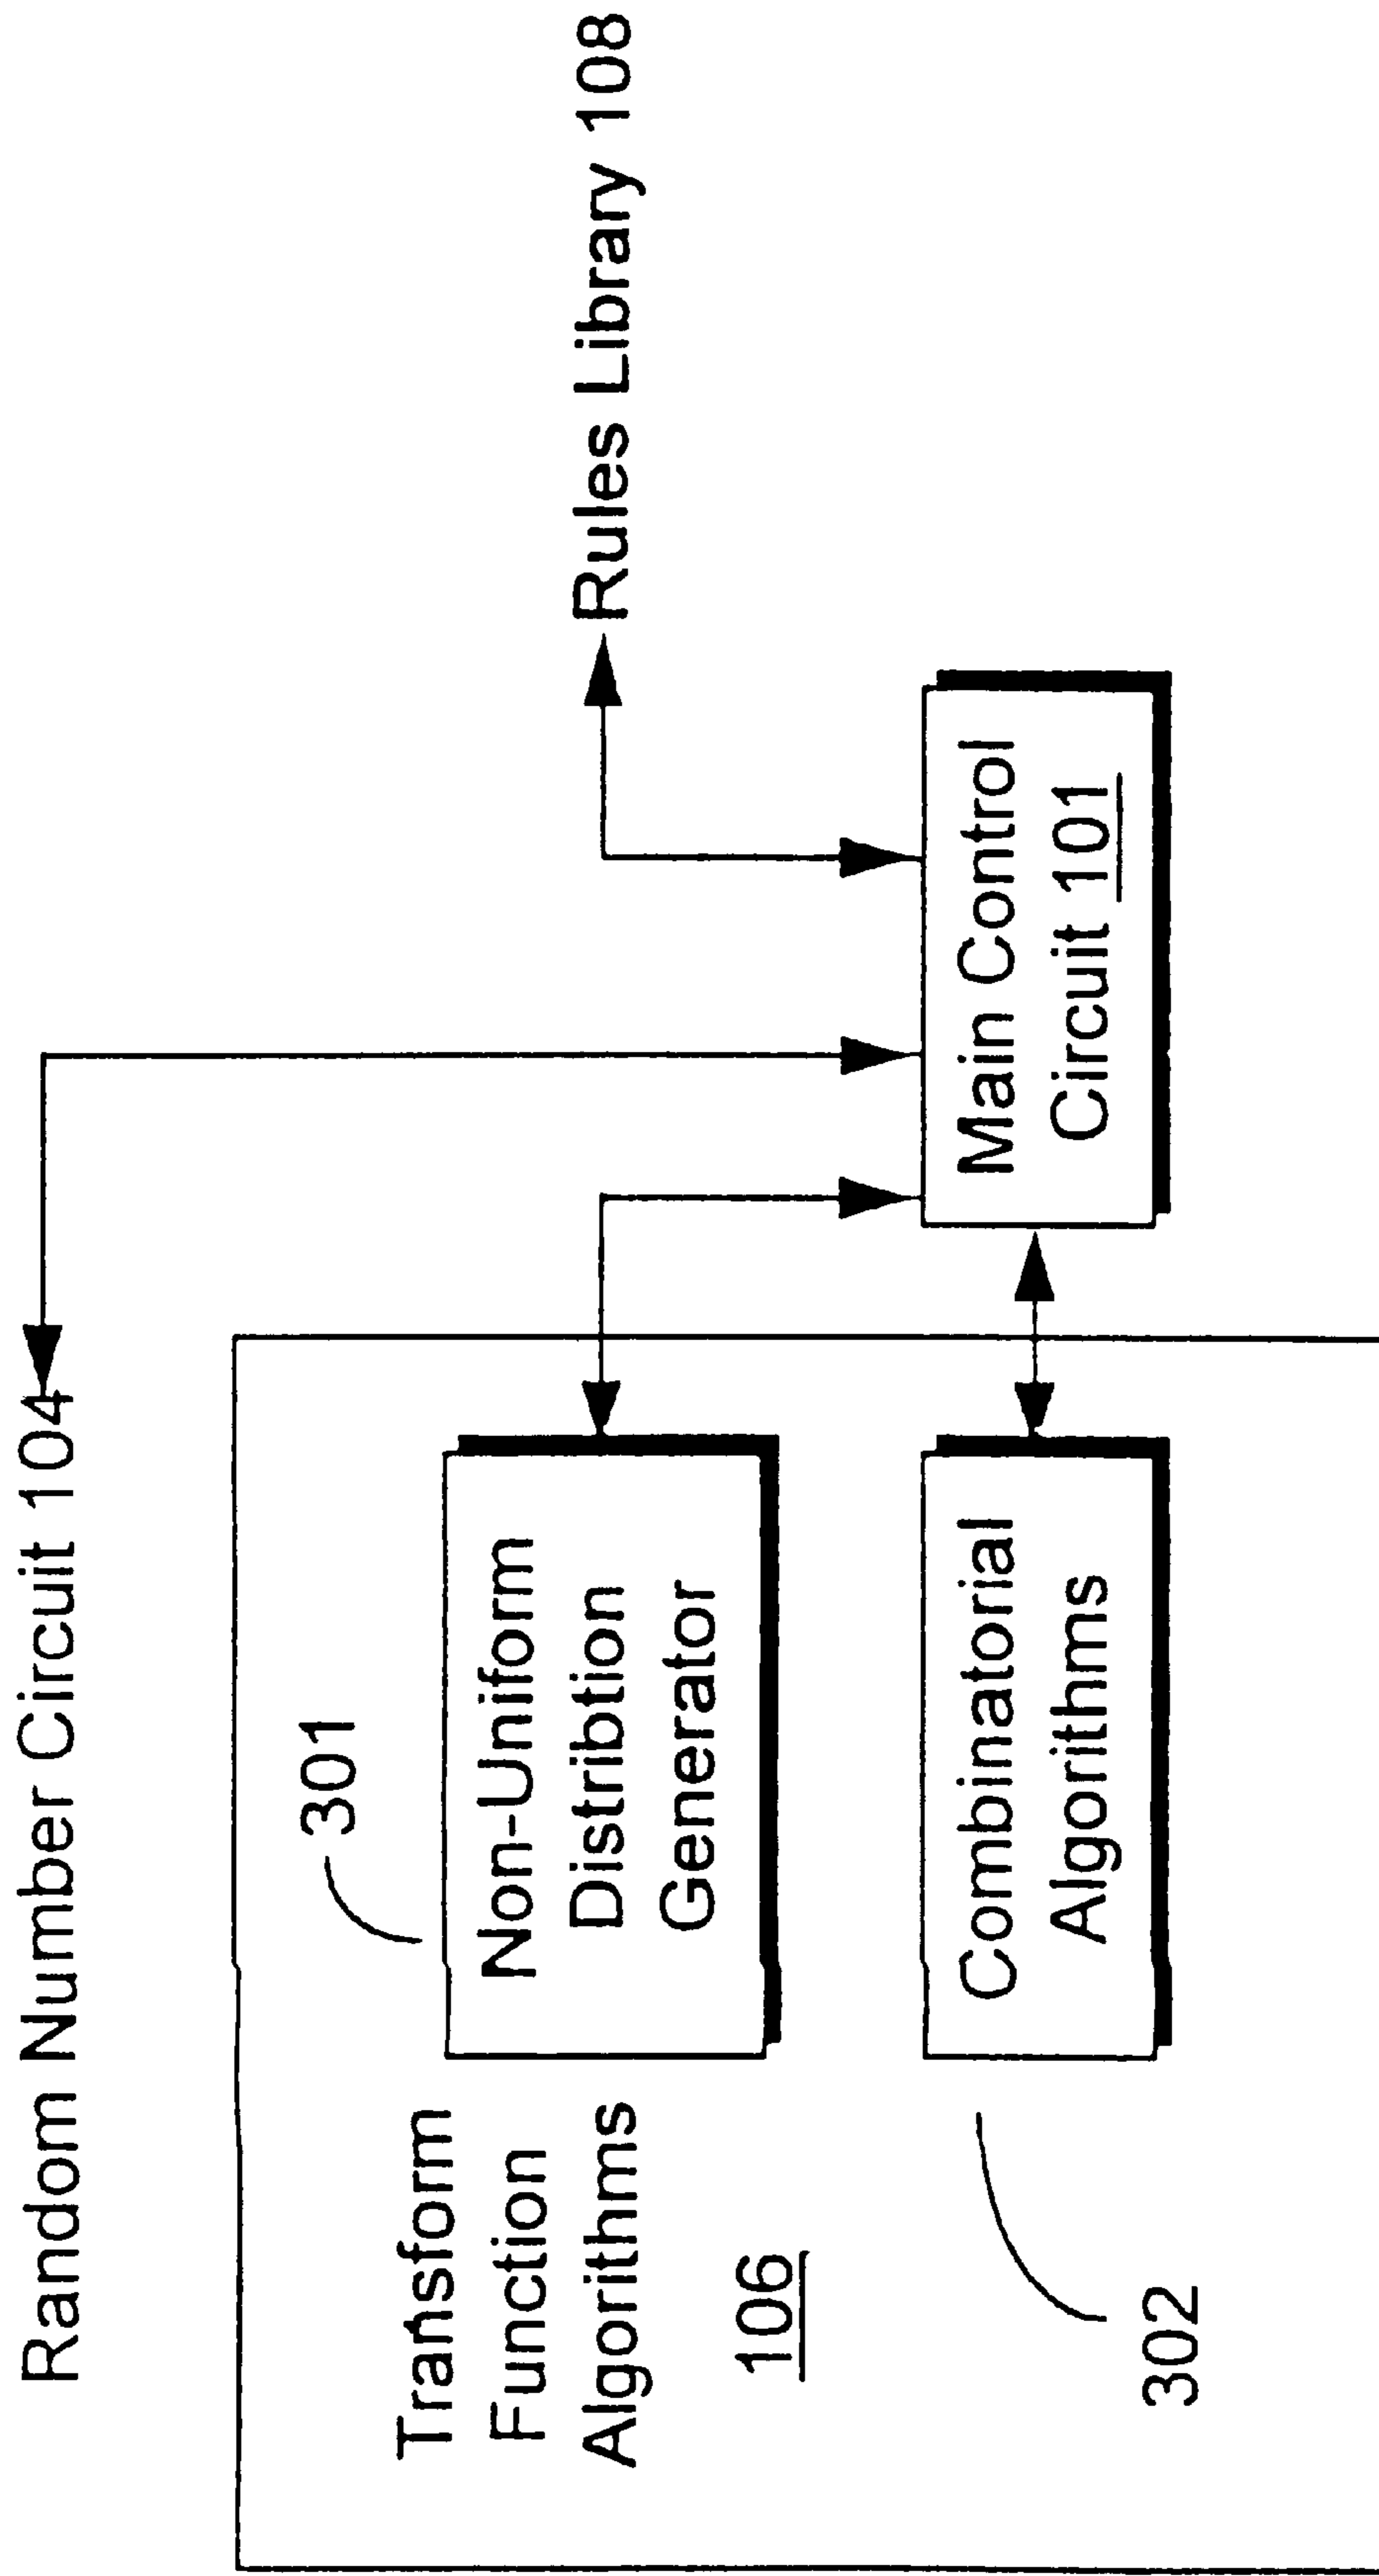 Random Number Circuit 104
Rules Library 108
301
Transform
Function
Algorithms
106
Non-Uniform
Distribtion
Generator
Main Control
Circuit 101
Combinatorial
Algorithms
302